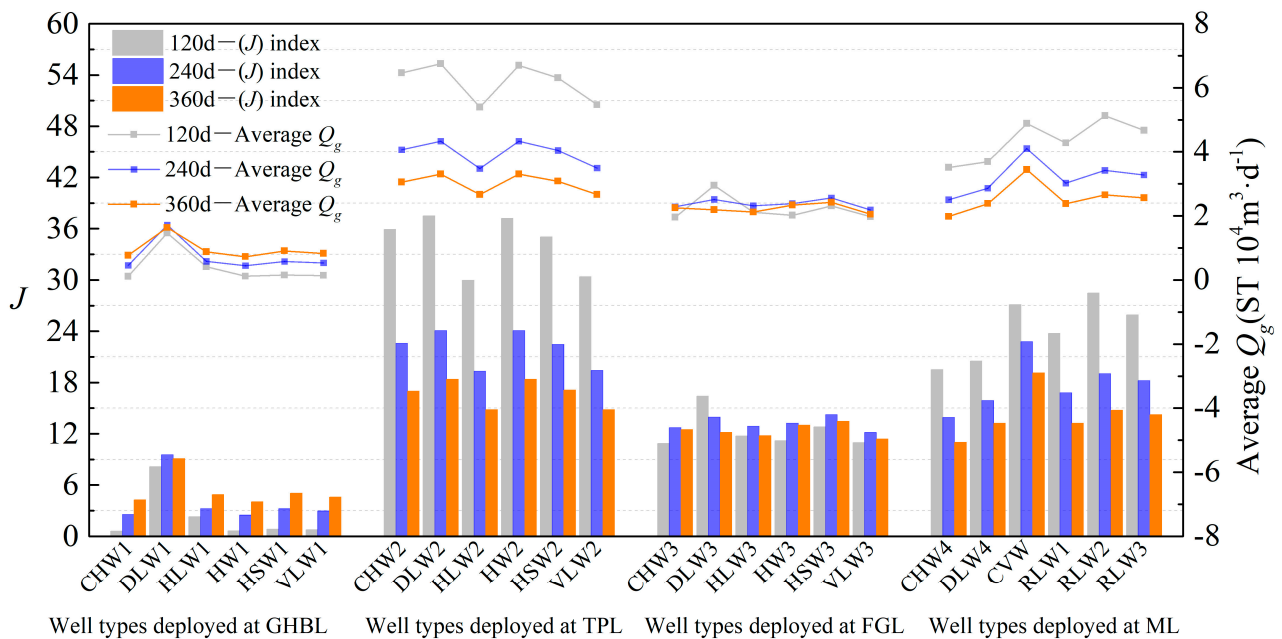 60
54
48
42
36
30
24
18
12
6
0
J
120d—(J) index
240d—(J) index
360d—(J) index
120d—Average Qg
240d—Average Qg
360d—Average Qg
8
6
4
2
0
-2
-4
-6
-8
Average Qg(ST 10⁴m³·d⁻¹)
CHW1
DLW1
HLW1
HW1
HSW1
VLW1
CHW2
DLW2
HLW2
HW2
HSW2
VLW2
CHW3
DLW3
HLW3
HW3
HSW3
VLW3
CHW4
DLW4
CVW
RLW1
RLW2
RLW3
Well types deployed at GHBL
Well types deployed at TPL
Well types deployed at FGL
Well types deployed at ML